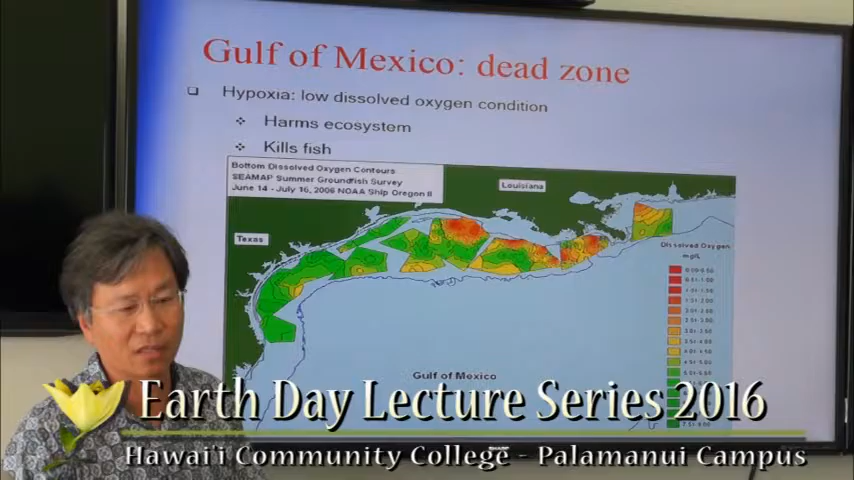 Gulf of Mexico: dead zone
Hypoxia: low dissolved oxygen condition
Harms ecosystem
Kills fish
Bottom Dissolved Oxygen Contours
SEAMAP Summer Groundfish Survey
June 14 - July 16, 2006 NOAA Ship Oregon II
Louisiana
Texas
Dissolved Oxygen
mg/L
Gulf of Mexico
Earth Day Lecture Series 2016
Hawai'i Community College - Palamanui Campus